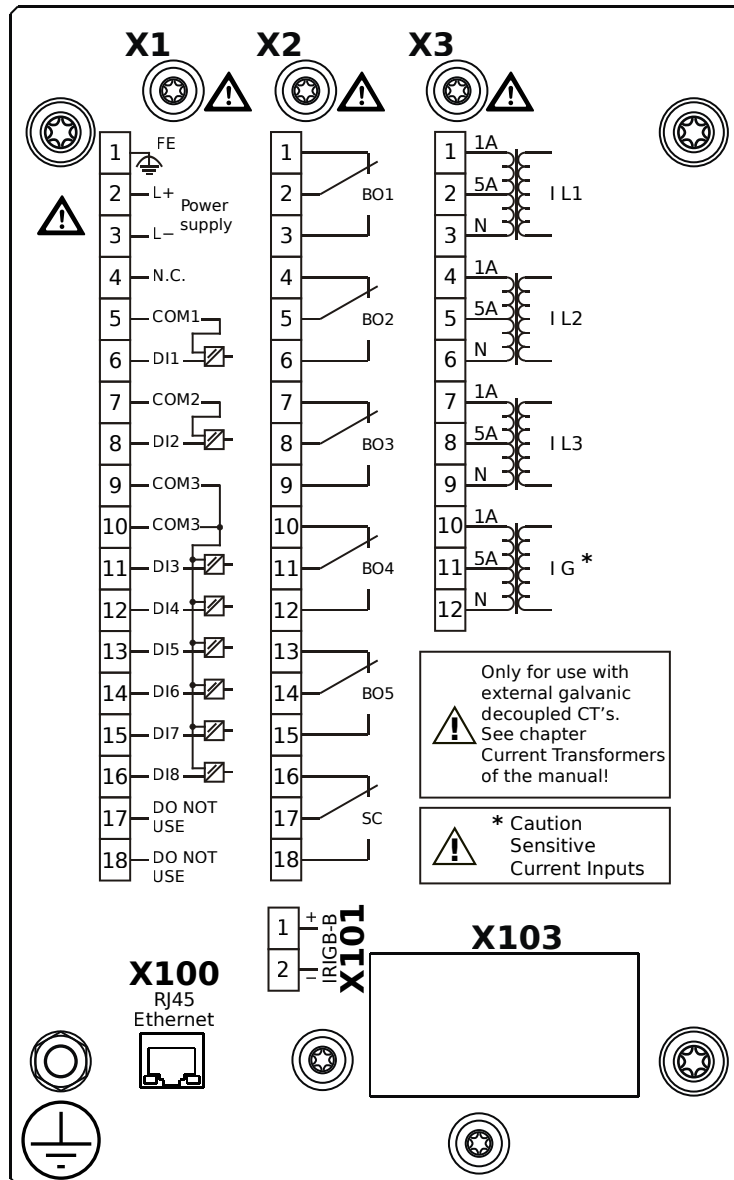 X1
X2
X3
1
FE
2
L+
Power
supply
3
L−
4
N.C.
5
COM1
6
DI1
7
COM2
8
DI2
9
COM3
10
COM3
11
DI3
12
DI4
13
DI5
14
DI6
15
DI7
16
DI8
17
DO NOT
USE
18
DO NOT
USE
1
2
BO1
3
4
5
BO2
6
7
8
BO3
9
10
11
BO4
12
13
14
BO5
15
16
17
SC
18
1
1A
2
5A
I L1
3
N
4
1A
5
5A
I L2
6
N
7
1A
8
5A
I L3
9
N
10
1A
11
5A
I G *
12
N
Only for use with
external galvanic
decoupled CT's.
See chapter
Current Transformers
of the manual!
* Caution
Sensitive
Current Inputs
1
+
2
−
IRIGB-B
X101
X100
RJ45
Ethernet
X103